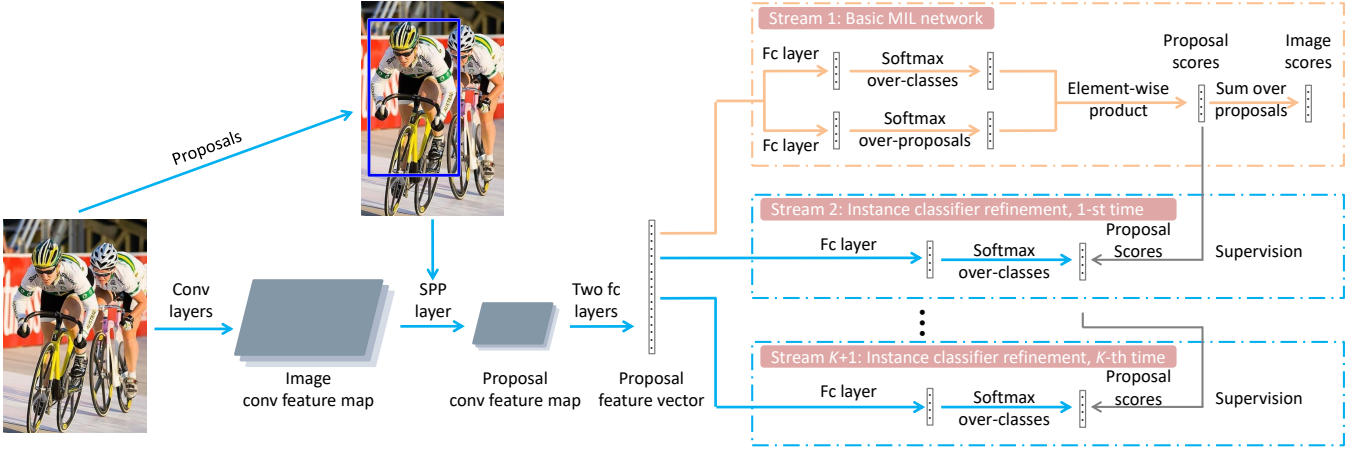 Proposals
Conv
layers
Image
conv feature map
SPP
layer
Proposal
conv feature map
Two fc
layers
Proposal
feature vector
Stream 1: Basic MIL network
Fc layer
Softmax
over-classes
Fc layer
Softmax
over-proposals
Element-wise
product
Proposal
scores
Sum over
proposals
Image
scores
Stream 2: Instance classifier refinement, 1-st time
Fc layer
Softmax
over-classes
Proposal
Scores
Supervision
Stream K+1: Instance classifier refinement, K-th time
Fc layer
Softmax
over-classes
Proposal
scores
Supervision